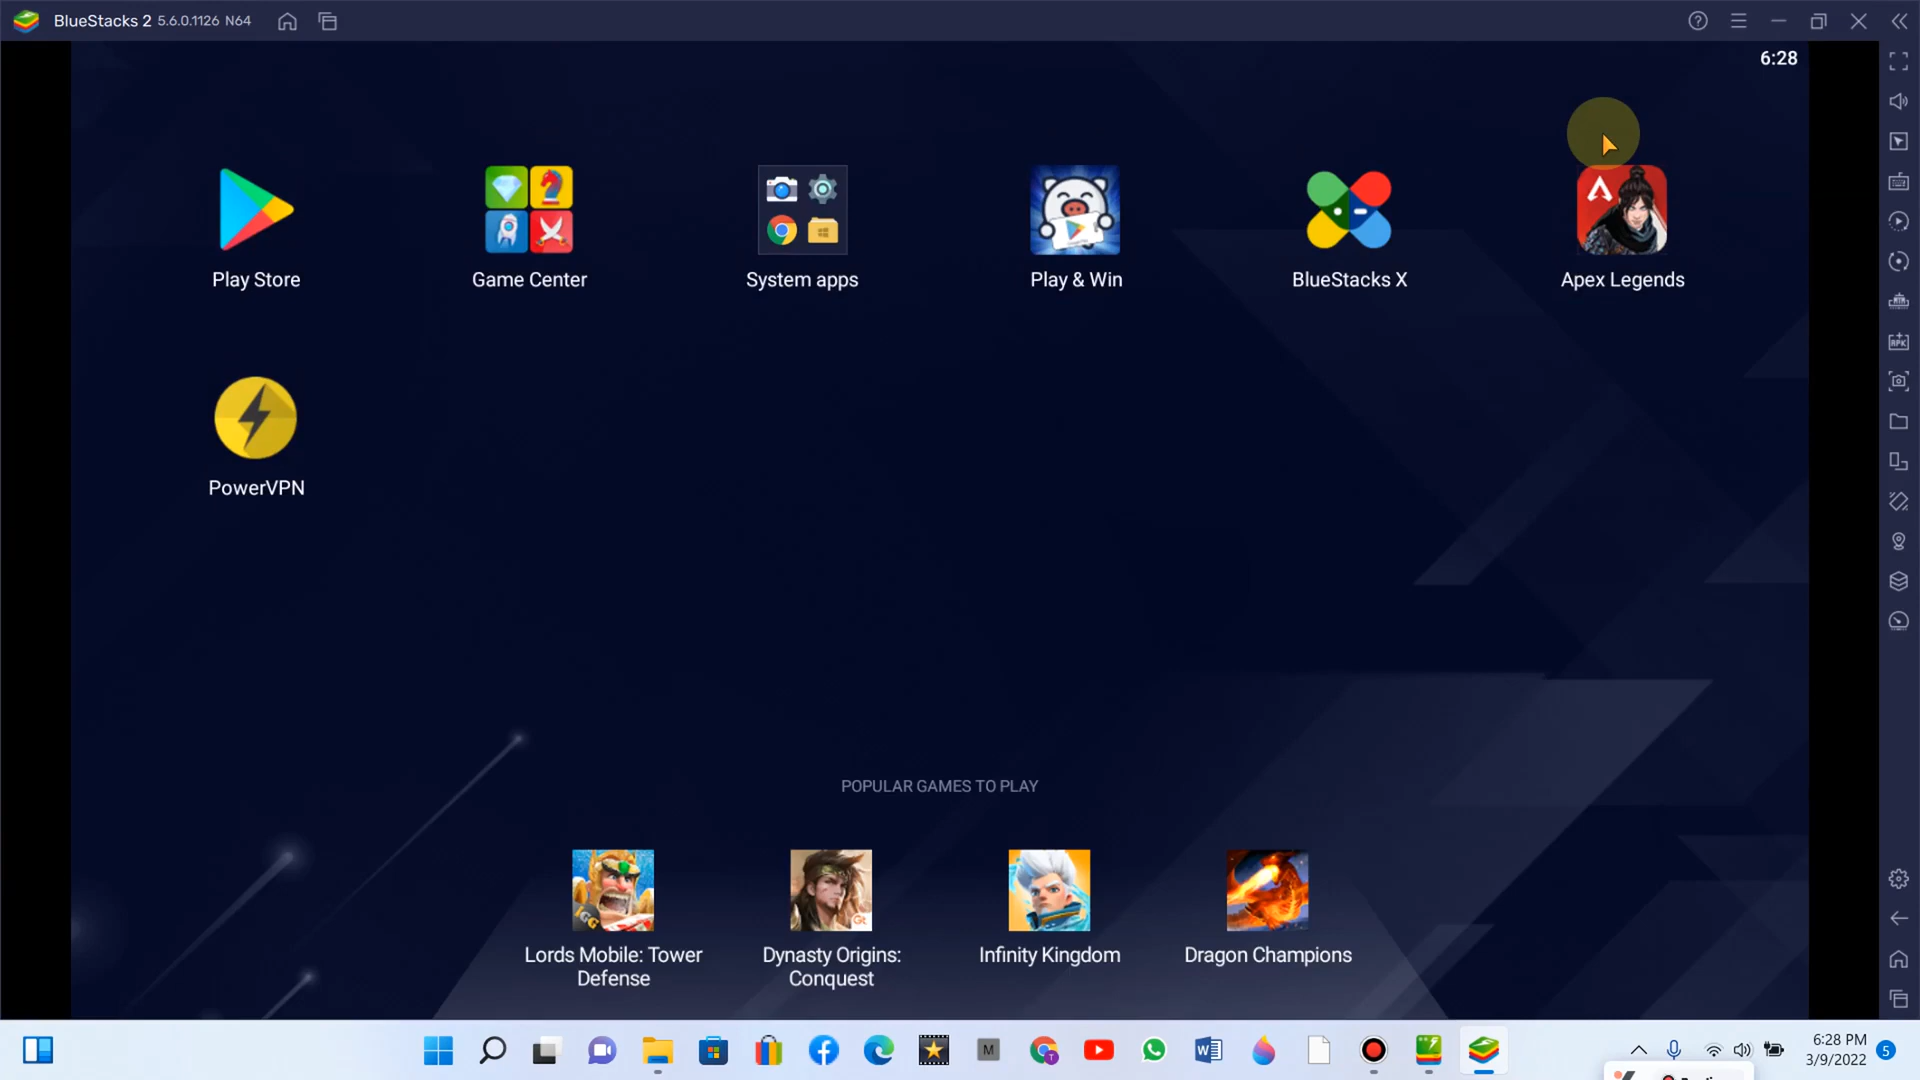 BlueStacks 2 5.6.0.1126 N64
6:28
Play Store
Game Center
System apps
Play & Win
BlueStacks X
Apex Legends
PowerVPN
POPULAR GAMES TO PLAY
Lords Mobile: Tower
Defense
Dynasty Origins:
Conquest
Infinity Kingdom
Dragon Champions
6:28 PM
3/9/2022
5